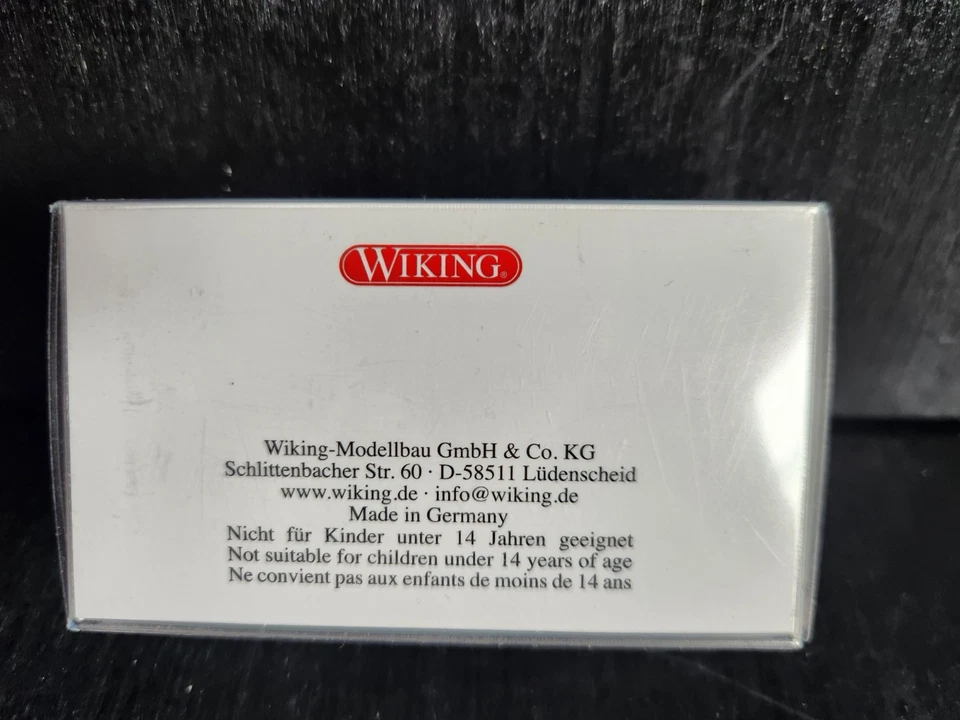 WIKING®
Wiking-Modellbau GmbH & Co. KG
Schlittenbacher Str. 60 · D-58511 Lüdenscheid
www.wiking.de · info@wiking.de
Made in Germany
Nicht für Kinder unter 14 Jahren geeignet
Not suitable for children under 14 years of age
Ne convient pas aux enfants de moins de 14 ans